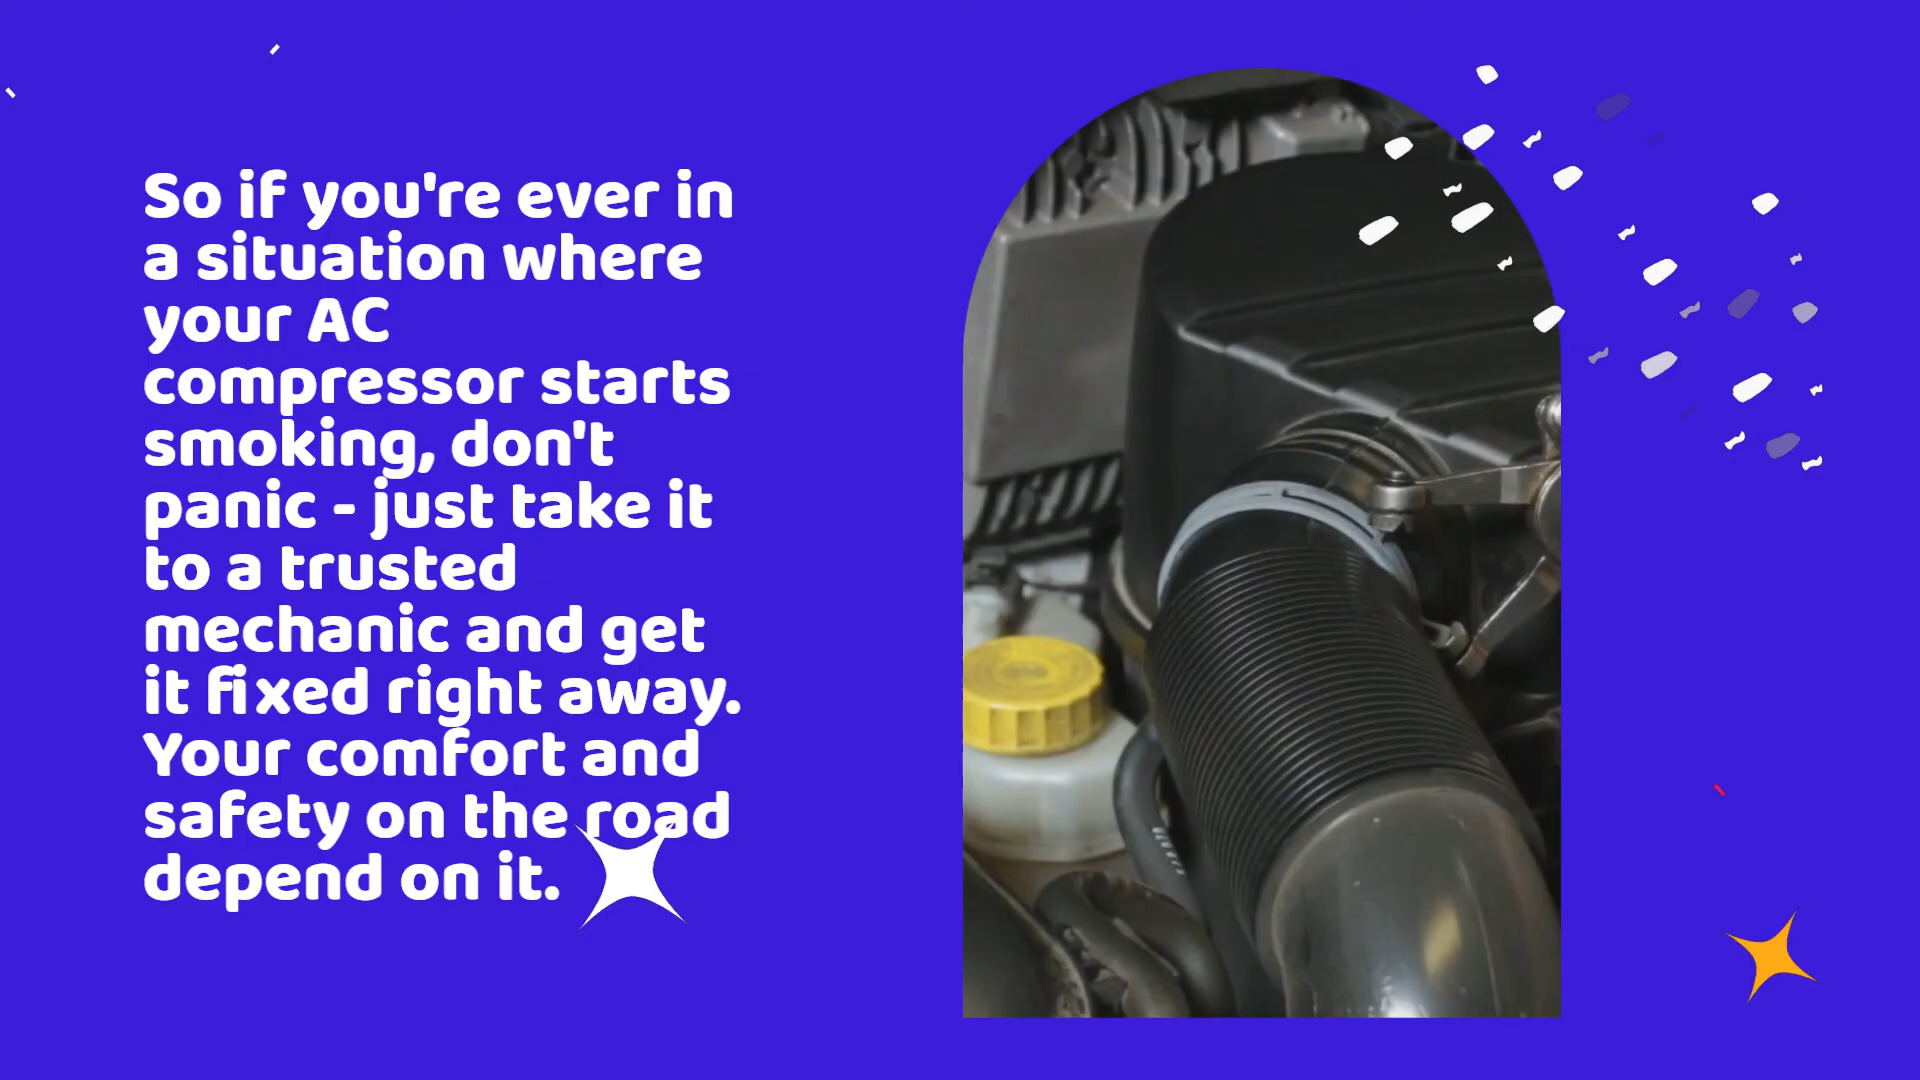 So if you're ever in
a situation where
your AC
compressor starts
smoking, don't
panic - just take it
to a trusted
mechanic and get
it fixed right away.
Your comfort and
safety on the road
depend on it.